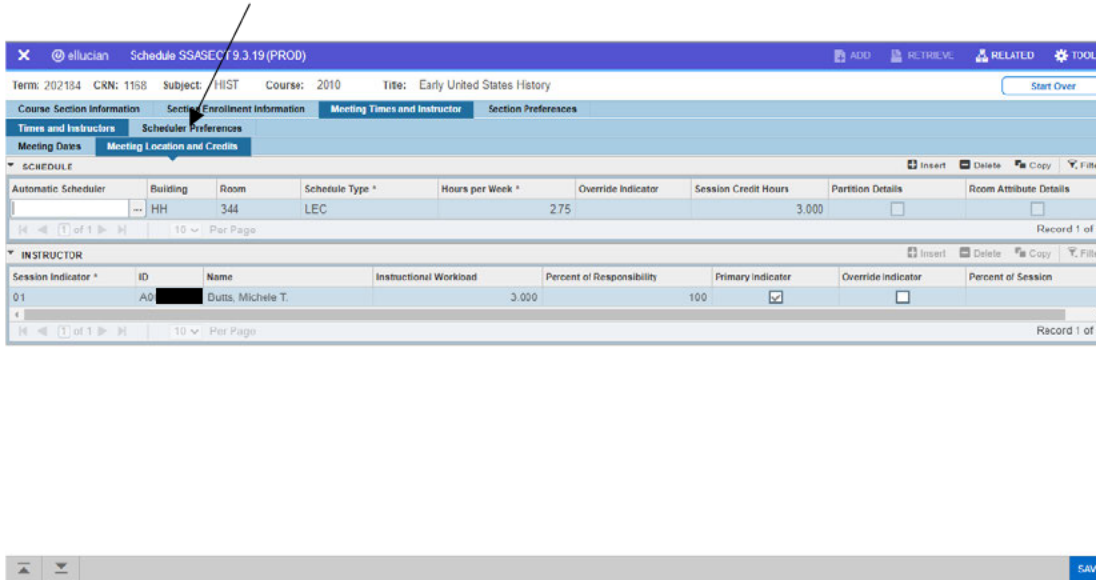 ellucian Schedule SSASECT 9.3.19 (PROD) ADD RETRIEVE RELATED TOOL
Term: 202184 CRN: 1168 Subject: HIST Course: 2010 Title: Early United States History Start Over
Course Section Information Section Enrollment Information Meeting Times and Instructor Section Preferences
Times and Instructors Scheduler Preferences
Meeting Dates Meeting Location and Credits
SCHEDULE Insert Delete Copy Filte
Automatic Scheduler Building Room Schedule Type * Hours per Week * Override Indicator Session Credit Hours Partition Details Room Attribute Details
... HH 344 LEC 2.75 3.000
1 of 1 10 Per Page Record 1 of
INSTRUCTOR Insert Delete Copy Filte
Session Indicator * ID Name Instructional Workload Percent of Responsibility Primary Indicator Override Indicator Percent of Session
01 Butts, Michele T. 3.000 100
1 of 1 10 Per Page Record 1 of
SAV